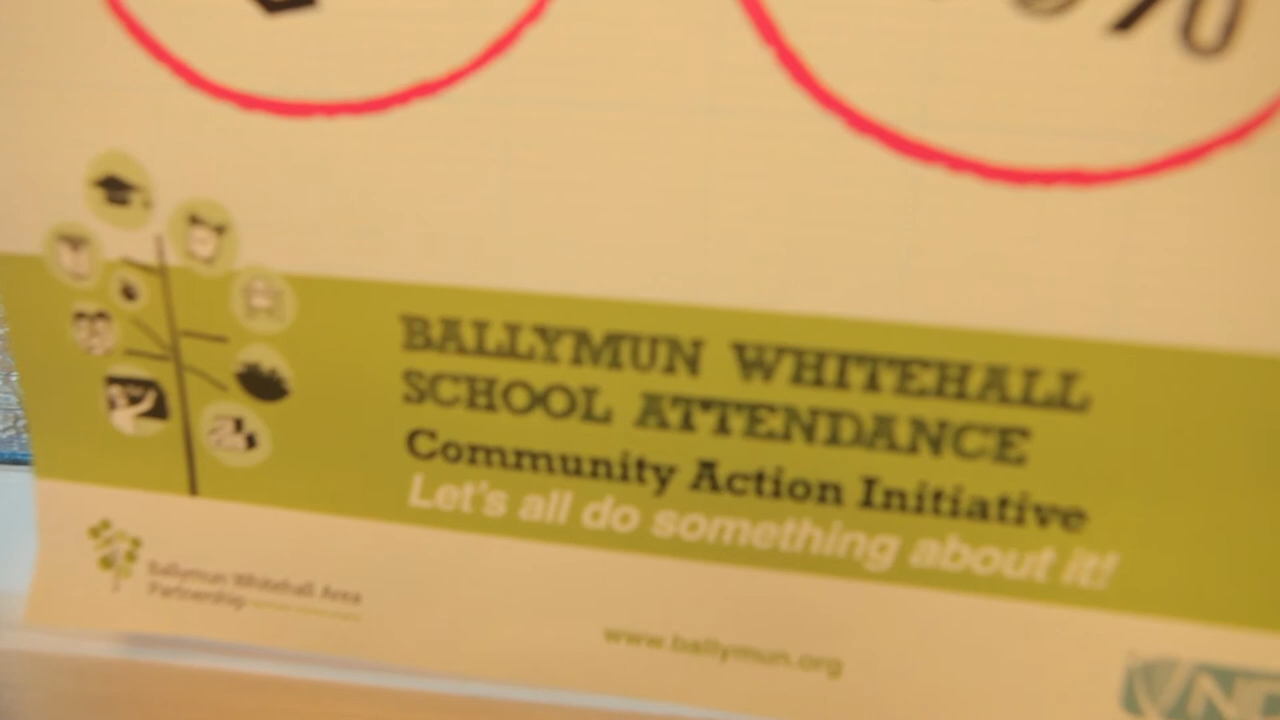 %
BALLYMUN WHITEHALL
SCHOOL ATTENDANCE
Community Action Initiative
Let's all do something about it!
Ballymun Whitehall Area
Partnership
www.ballymun.org